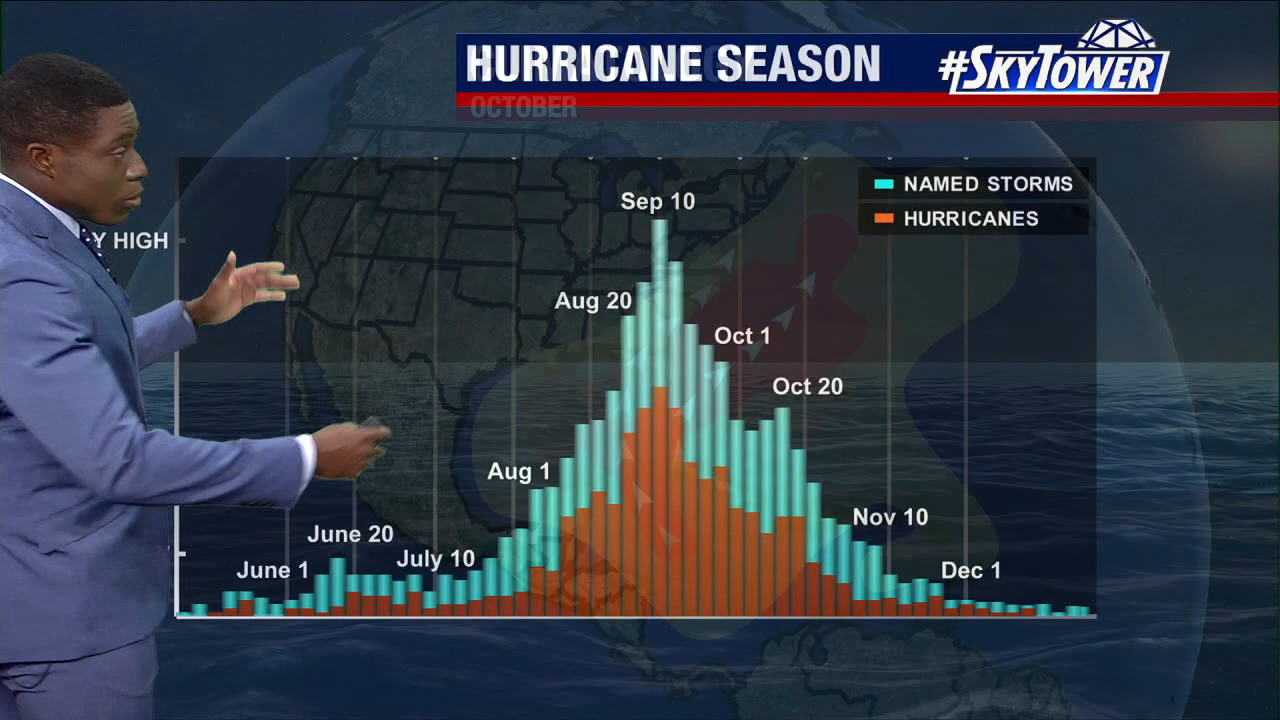 HURRICANE SEASON
#SKYTOWER
OCTOBER
NAMED STORMS
HURRICANES
Sep 10
Y HIGH
Aug 20
Oct 1
Oct 20
Aug 1
Nov 10
June 20
July 10
June 1
Dec 1